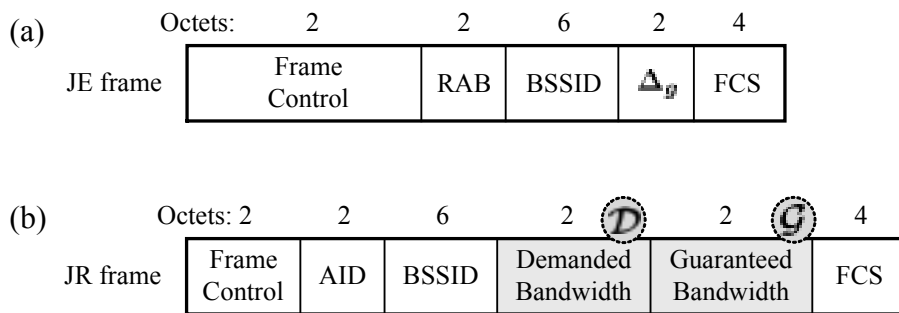 (a)
Octets: 2 2 6 2 4
JE frame
Frame Control RAB BSSID Δg FCS
(b)
Octets: 2 2 6 2 𝒟 2 𝒢 4
JR frame
Frame Control AID BSSID Demanded Bandwidth Guaranteed Bandwidth FCS